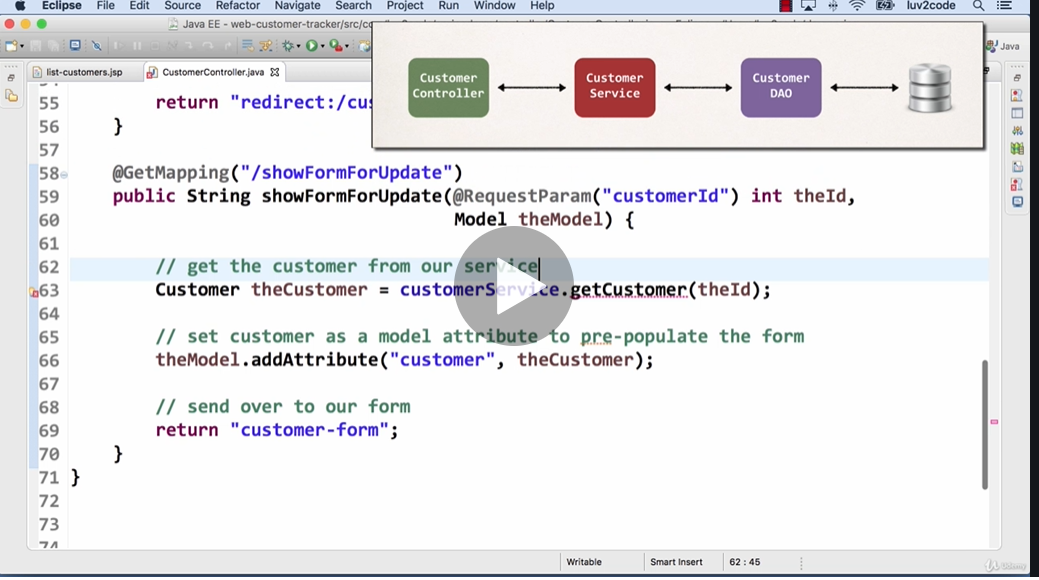 Eclipse File Edit Source Refactor Navigate Search Project Run Window Help luv2code
Java EE - web-customer-tracker/src/co
Java
list-customers.jsp CustomerController.java
Customer Controller
Customer Service
Customer DAO
55 return "redirect:/cus
56 }
57
58 @GetMapping("/showFormForUpdate")
59 public String showFormForUpdate(@RequestParam("customerId") int theId,
60 Model theModel) {
61
62 // get the customer from our service
63 Customer theCustomer = customerService.getCustomer(theId);
64
65 // set customer as a model attribute to pre-populate the form
66 theModel.addAttribute("customer", theCustomer);
67
68 // send over to our form
69 return "customer-form";
70 }
71 }
72
73
74
Writable Smart Insert 62 : 45
Udemy